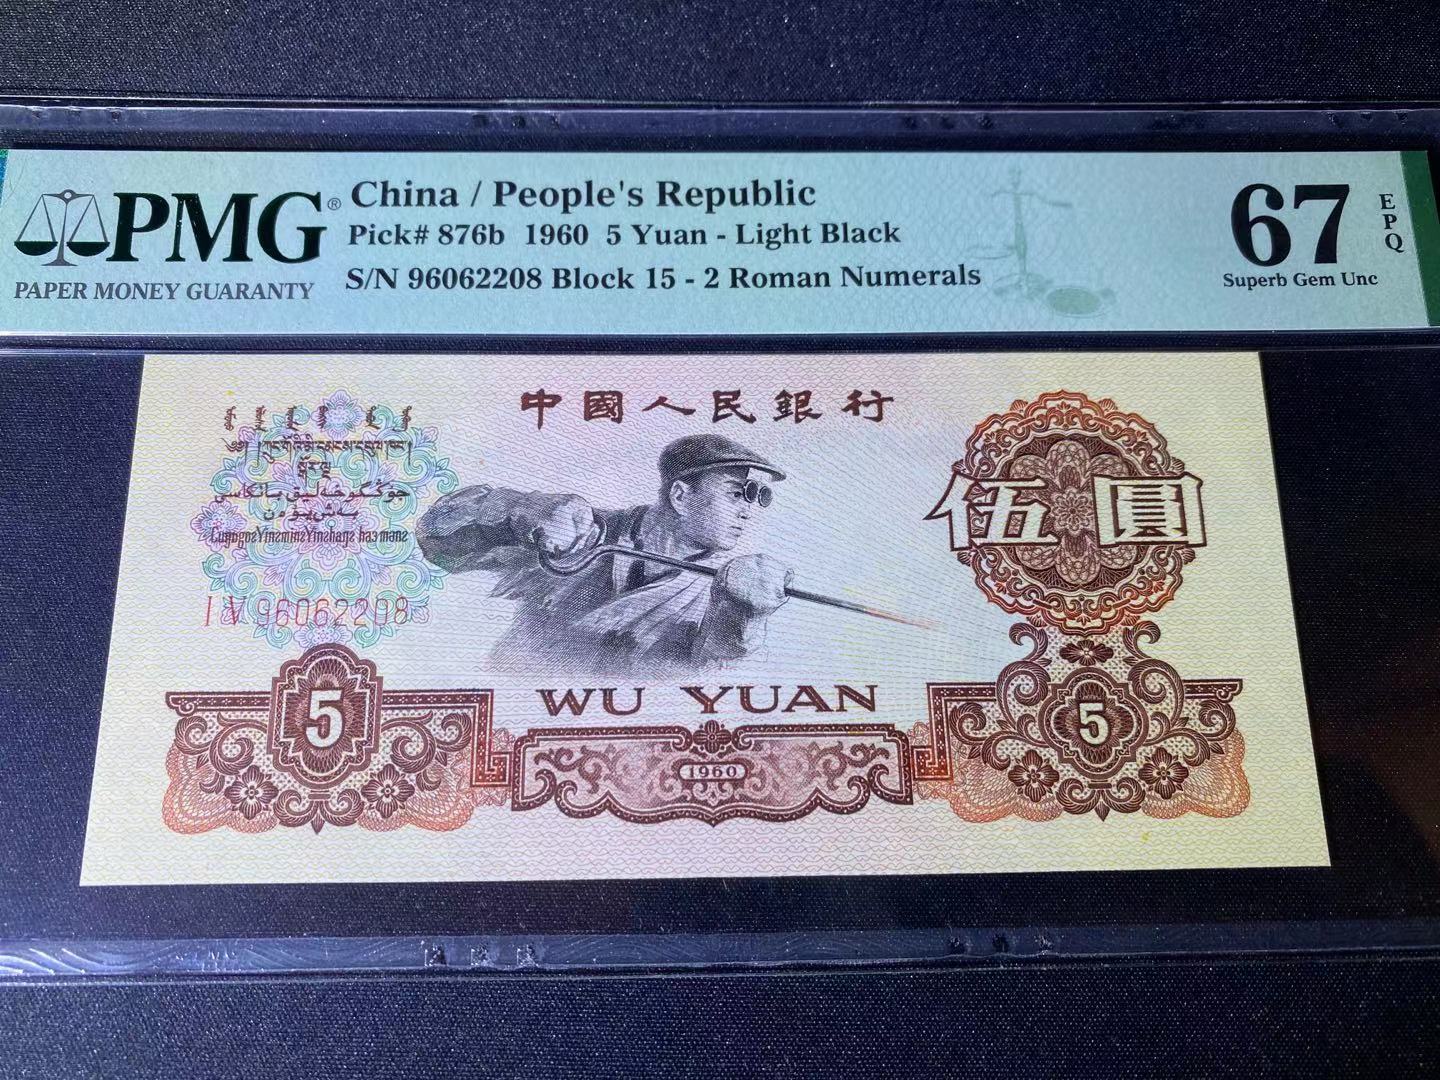 PMG®
PAPER MONEY GUARANTY
China / People's Republic
Pick# 876b 1960 5 Yuan - Light Black
S/N 96062208 Block 15 - 2 Roman Numerals
67
EPQ
Superb Gem Unc
中國人民銀行
伍圓
IV 96062208
5
WU YUAN
5
1960